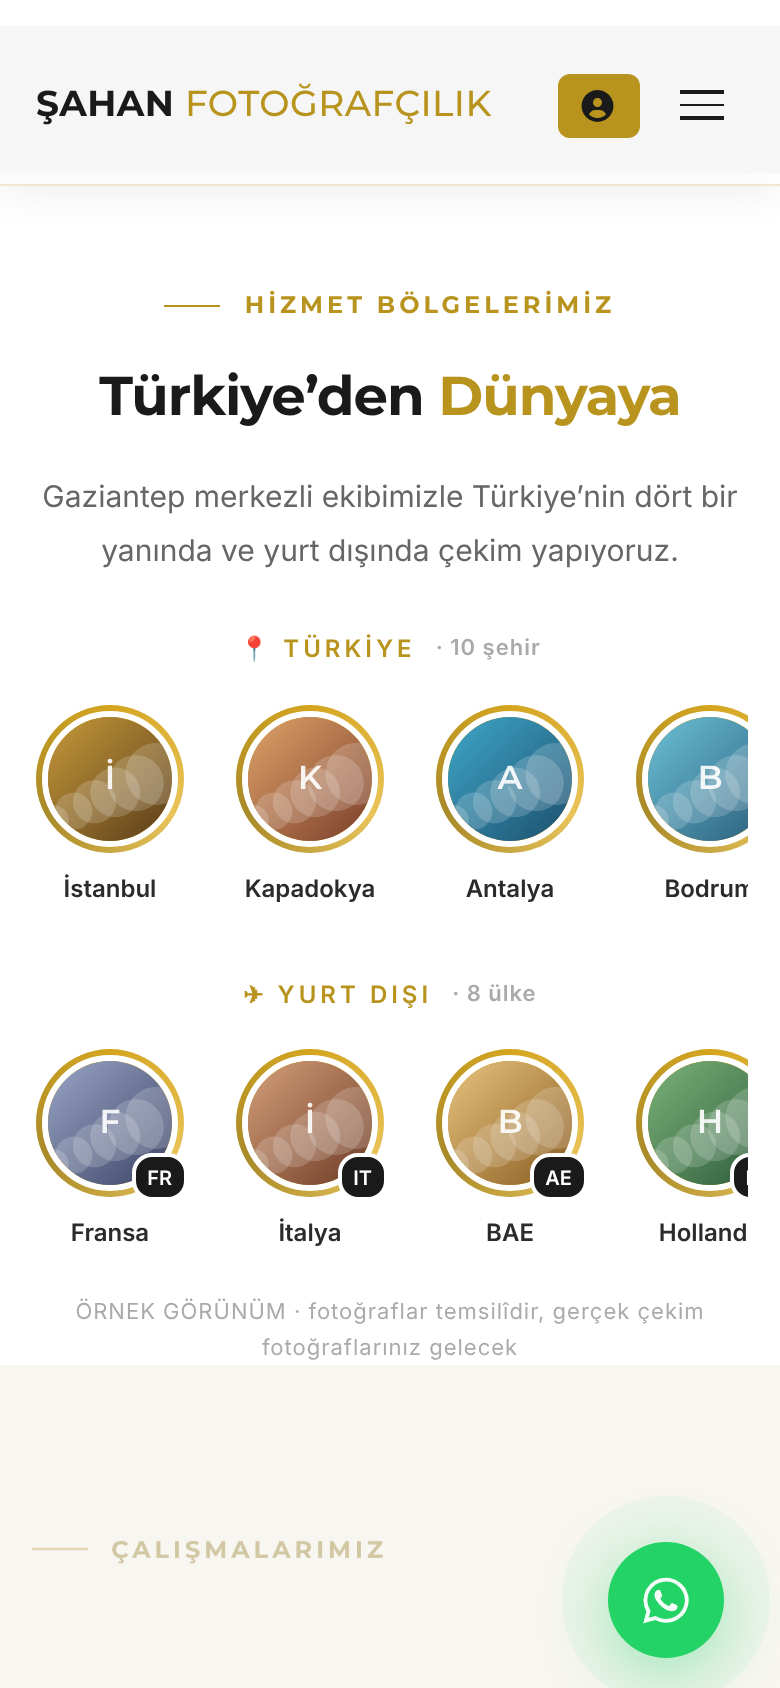 ŞAHAN FOTOĞRAFÇILIK
HİZMET BÖLGELERİMİZ
Türkiye’den Dünyaya
Gaziantep merkezli ekibimizle Türkiye’nin dört bir
yanında ve yurt dışında çekim yapıyoruz.
📍 TÜRKİYE · 10 şehir
İ K A B
İstanbul Kapadokya Antalya Bodrum
✈ YURT DIŞI · 8 ülke
F İ B H
FR IT AE
Fransa İtalya BAE Holland
ÖRNEK GÖRÜNÜM · fotoğraflar temsilîdir, gerçek çekim
fotoğraflarınız gelecek
ÇALIŞMALARIMIZ